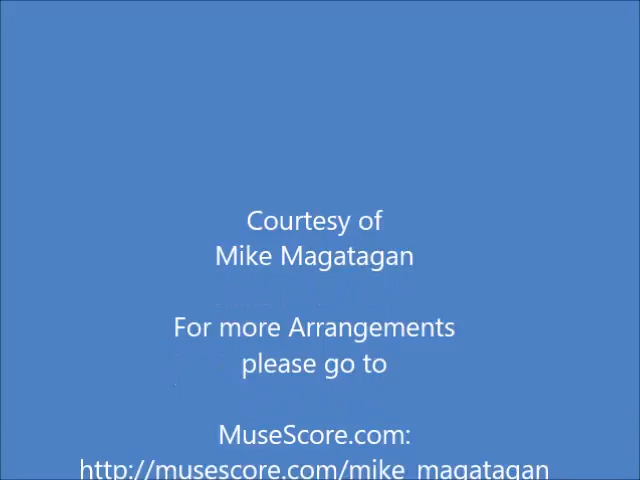 Courtesy of
Mike Magatagan
For more Arrangements
please go to
MuseScore.com:
http://musescore.com/mike_magatagan